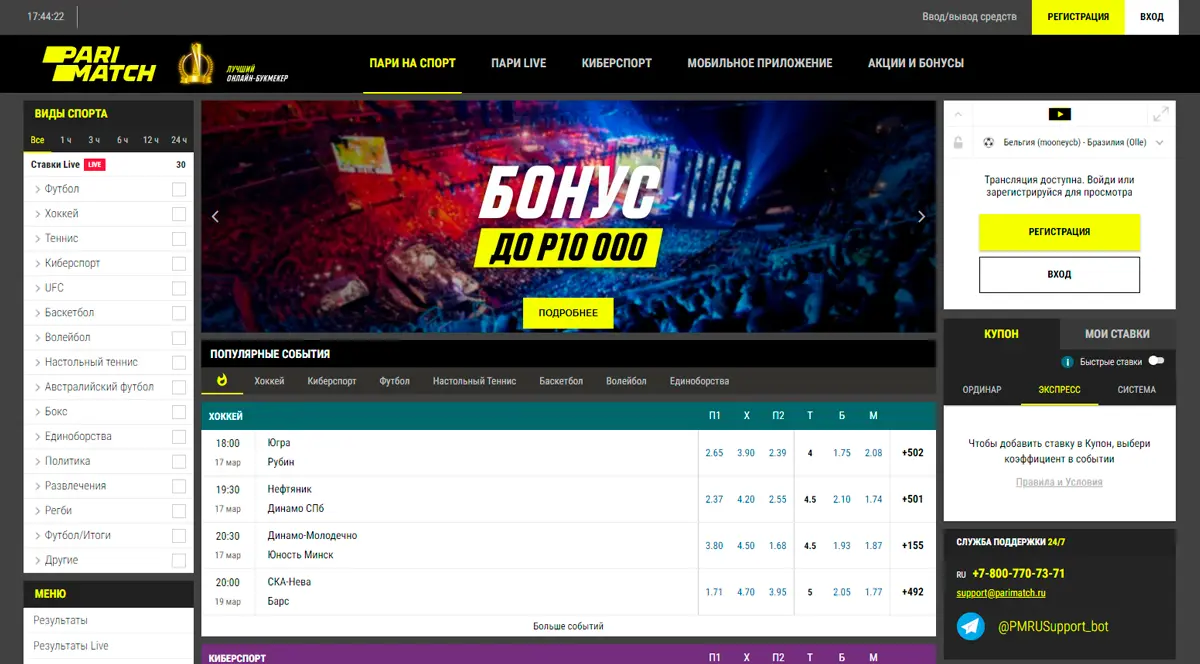 17:44:22
Ввод/вывод средств
РЕГИСТРАЦИЯ
ВХОД
PARI
MATCH
ЛУЧШИЙ
ОНЛАЙН-БУКМЕКЕР
ПАРИ НА СПОРТ
ПАРИ LIVE
КИБЕРСПОРТ
МОБИЛЬНОЕ ПРИЛОЖЕНИЕ
АКЦИИ И БОНУСЫ
ВИДЫ СПОРТА
Все 1 ч 3 ч 6 ч 12 ч 24 ч
Ставки Live LIVE 30
Футбол
Хоккей
Теннис
Киберспорт
UFC
Баскетбол
Волейбол
Настольный теннис
Австралийский футбол
Бокс
Единоборства
Политика
Развлечения
Регби
Футбол/Итоги
Другие
МЕНЮ
Результаты
Результаты Live
БОНУС
ДО Р10 000
ПОДРОБНЕЕ
ПОПУЛЯРНЫЕ СОБЫТИЯ
Хоккей Киберспорт Футбол Настольный Теннис Баскетбол Волейбол Единоборства
ХОККЕЙ П1 X П2 Т Б М
18:00 Югра
17 мар Рубин
2.65 3.90 2.39 4 1.75 2.08 +502
19:30 Нефтяник
17 мар Динамо СПб
2.37 4.20 2.55 4.5 2.10 1.74 +501
20:30 Динамо-Молодечно
17 мар Юность Минск
3.80 4.50 1.68 4.5 1.93 1.87 +155
20:00 СКА-Нева
19 мар Барс
1.71 4.70 3.95 5 2.05 1.77 +492
Больше событий
КИБЕРСПОРТ П1 X П2 Т Б М
Бельгия (mooneycb) - Бразилия (Olle)
Трансляция доступна. Войди или
зарегистрируйся для просмотра
РЕГИСТРАЦИЯ
ВХОД
КУПОН
МОИ СТАВКИ
Быстрые ставки
ОРДИНАР ЭКСПРЕСС СИСТЕМА
Чтобы добавить ставку в Купон, выбери
коэффициент в событии
Правила и Условия
СЛУЖБА ПОДДЕРЖКИ 24/7
RU +7-800-770-73-71
support@parimatch.ru
@PMRUSupport_bot